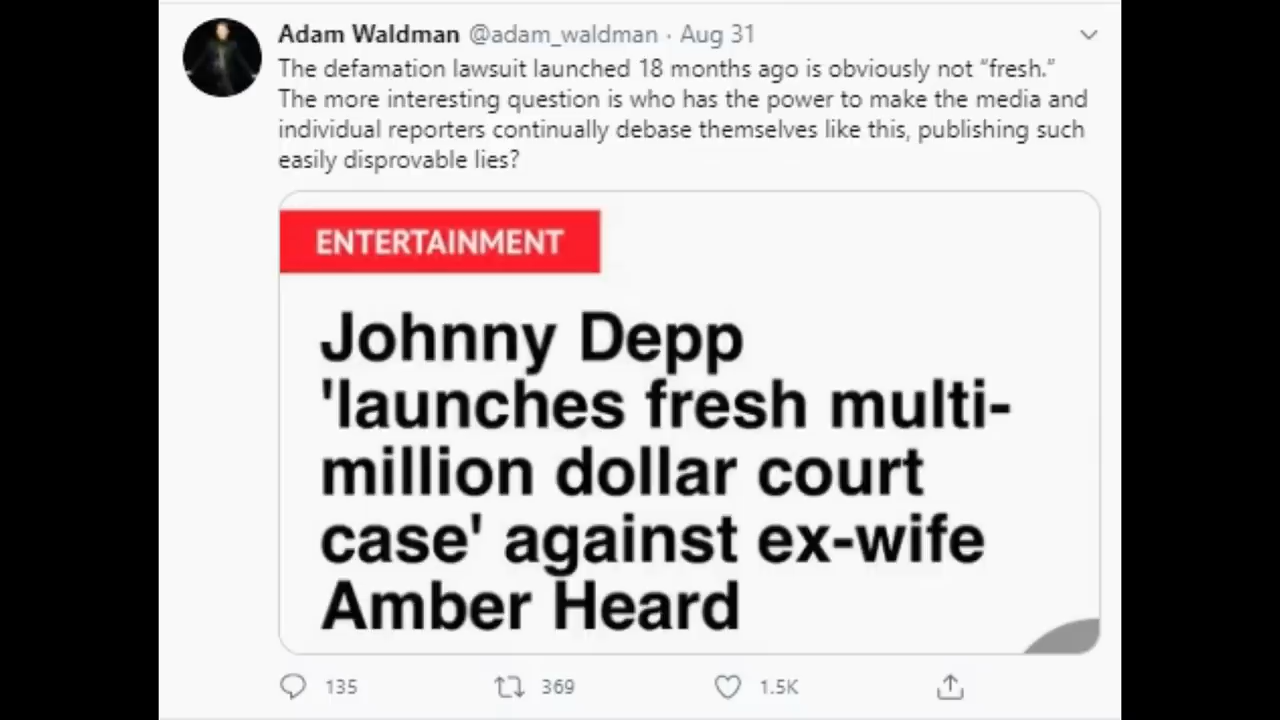 Adam Waldman @adam_waldman · Aug 31
The defamation lawsuit launched 18 months ago is obviously not “fresh.”
The more interesting question is who has the power to make the media and
individual reporters continually debase themselves like this, publishing such
easily disprovable lies?
ENTERTAINMENT
Johnny Depp
'launches fresh multi-
million dollar court
case' against ex-wife
Amber Heard
135 369 1.5K